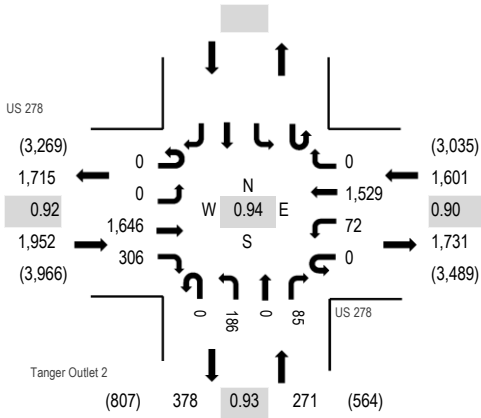 US 278
(3,269)
1,715
0.92
1,952
(3,966)
0
0
1,646
306
N
W 0.94 E
S
0
1,529
72
0
(3,035)
1,601
0.90
1,731
(3,489)
0 186 0 85
US 278
Tanger Outlet 2
(807) 378 0.93 271 (564)